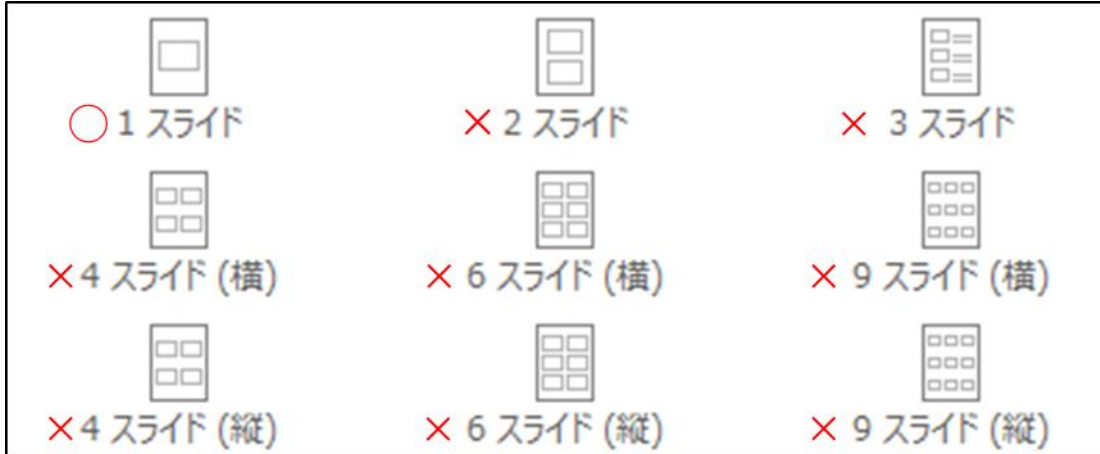 ○ 1 スライド
× 2 スライド
× 3 スライド
×4 スライド (横)
× 6 スライド (横)
× 9 スライド (横)
×4 スライド (縦)
× 6 スライド (縦)
× 9 スライド (縦)